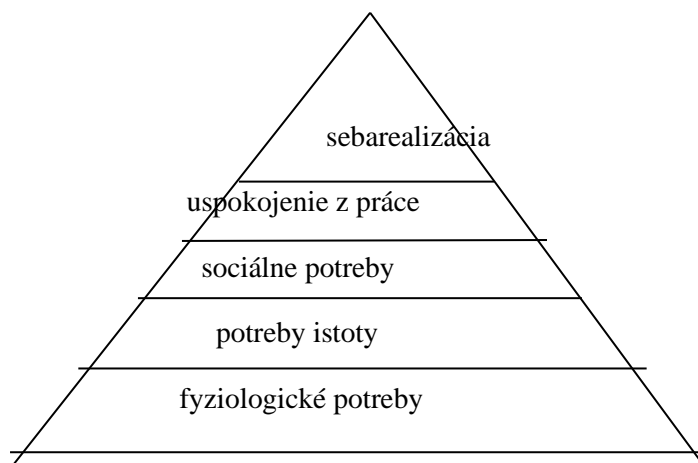 sebarealizácia
uspokojenie z práce
sociálne potreby
potreby istoty
fyziologické potreby